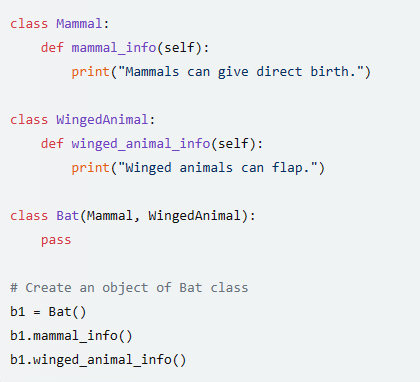 class Mammal:
    def mammal_info(self):
        print("Mammals can give direct birth.")

class WingedAnimal:
    def winged_animal_info(self):
        print("Winged animals can flap.")

class Bat(Mammal, WingedAnimal):
    pass

# Create an object of Bat class
b1 = Bat()
b1.mammal_info()
b1.winged_animal_info()